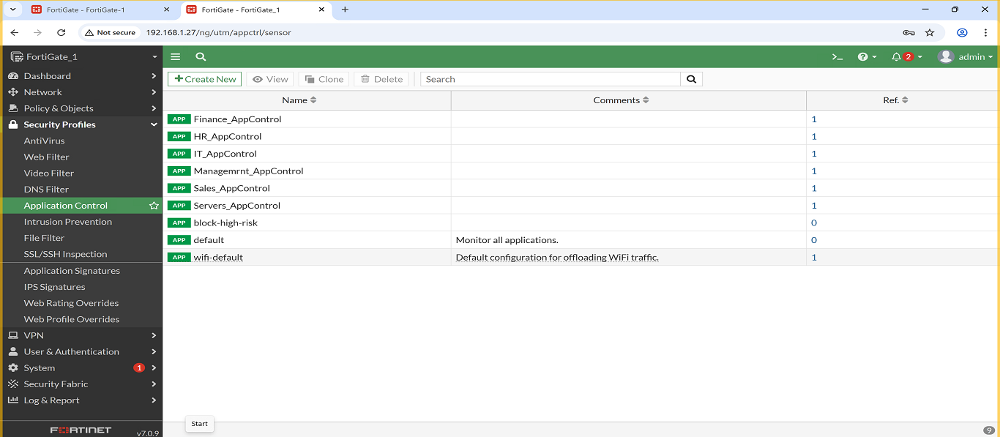 FortiGate - FortiGate-1
FortiGate - FortiGate_1
Not secure
192.168.1.27/ng/utm/appctrl/sensor
FortiGate_1
>_
2
admin
Dashboard
Network
Policy & Objects
Security Profiles
AntiVirus
Web Filter
Video Filter
DNS Filter
Application Control
Intrusion Prevention
File Filter
SSL/SSH Inspection
Application Signatures
IPS Signatures
Web Rating Overrides
Web Profile Overrides
VPN
User & Authentication
System 1
Security Fabric
Log & Report
FORTINET
v7.0.9
Create New View Clone Delete Search
Name Comments Ref.
APP Finance_AppControl 1
APP HR_AppControl 1
APP IT_AppControl 1
APP Managemrnt_AppControl 1
APP Sales_AppControl 1
APP Servers_AppControl 1
APP block-high-risk 0
APP default Monitor all applications. 0
APP wifi-default Default configuration for offloading WiFi traffic. 1
Start
9